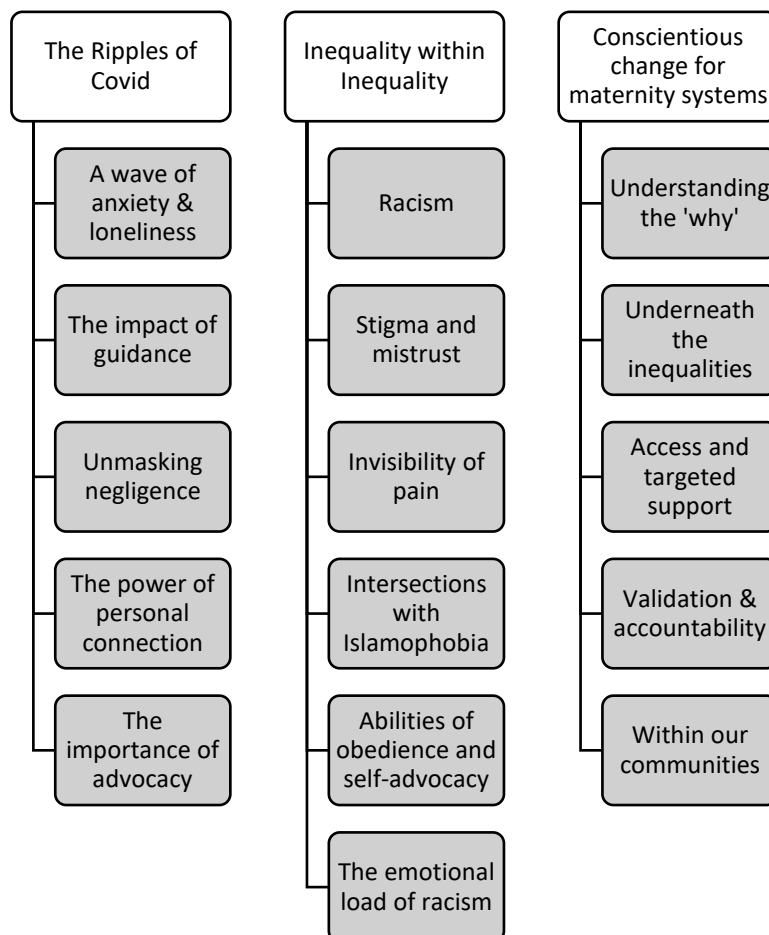 The Ripples of
Covid
A wave of
anxiety &
loneliness
The impact of
guidance
Unmasking
negligence
The power of
personal
connection
The
importance of
advocacy
Inequality within
Inequality
Racism
Stigma and
mistrust
Invisibility of
pain
Intersections
with
Islamophobia
Abilities of
obedience and
self-advocacy
The emotional
load of racism
Conscientious
change for
maternity systems
Understanding
the 'why'
Underneath
the
inequalities
Access and
targeted
support
Validation &
accountability
Within our
communities